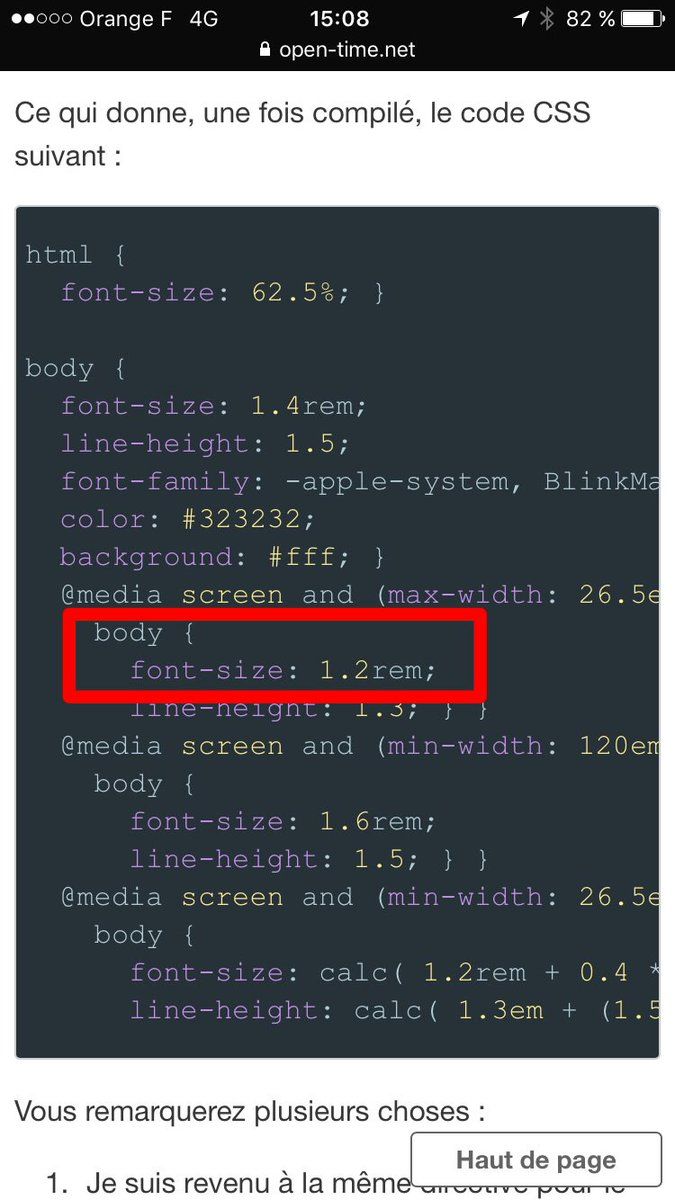 Orange F 4G 15:08 82 %
open-time.net
Ce qui donne, une fois compilé, le code CSS
suivant :
html {
font-size: 62.5%; }
body {
font-size: 1.4rem;
line-height: 1.5;
font-family: -apple-system, BlinkMa
color: #323232;
background: #fff; }
@media screen and (max-width: 26.5e
body {
font-size: 1.2rem;
line-height: 1.3; } }
@media screen and (min-width: 120em
body {
font-size: 1.6rem;
line-height: 1.5; } }
@media screen and (min-width: 26.5e
body {
font-size: calc( 1.2rem + 0.4 *
line-height: calc( 1.3em + (1.5
Vous remarquerez plusieurs choses :
Haut de page
1. Je suis revenu à la même directive pour le